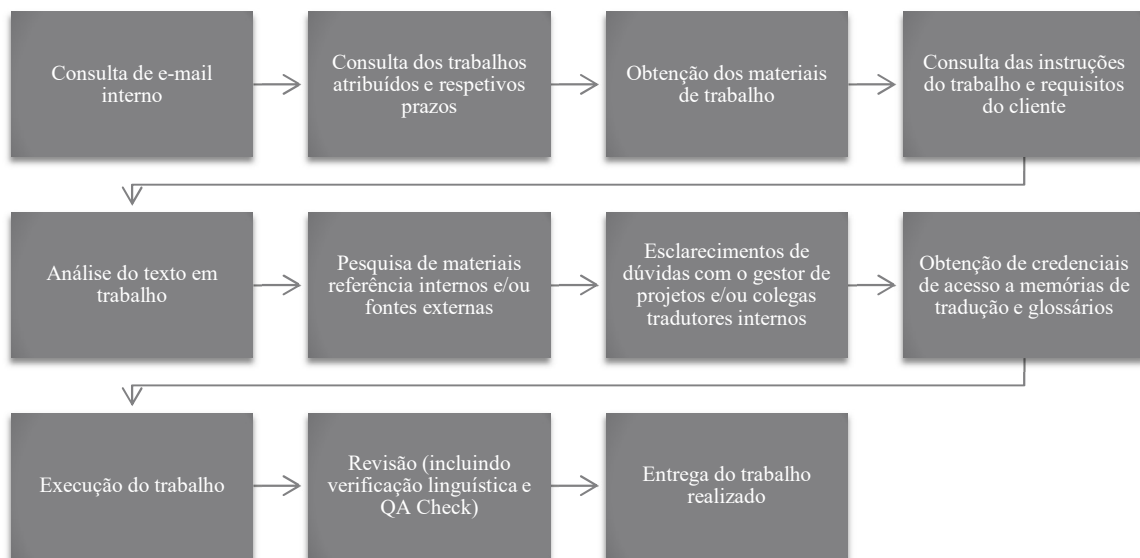 Consulta de e-mail
interno
Consulta dos trabalhos
atribuídos e respetivos
prazos
Obtenção dos materiais
de trabalho
Consulta das instruções
do trabalho e requisitos
do cliente
Análise do texto em
trabalho
Pesquisa de materiais
referência internos e/ou
fontes externas
Esclarecimentos de
dúvidas com o gestor de
projetos e/ou colegas
tradutores internos
Obtenção de credenciais
de acesso a memórias de
tradução e glossários
Execução do trabalho
Revisão (incluindo
verificação linguística e
QA Check)
Entrega do trabalho
realizado